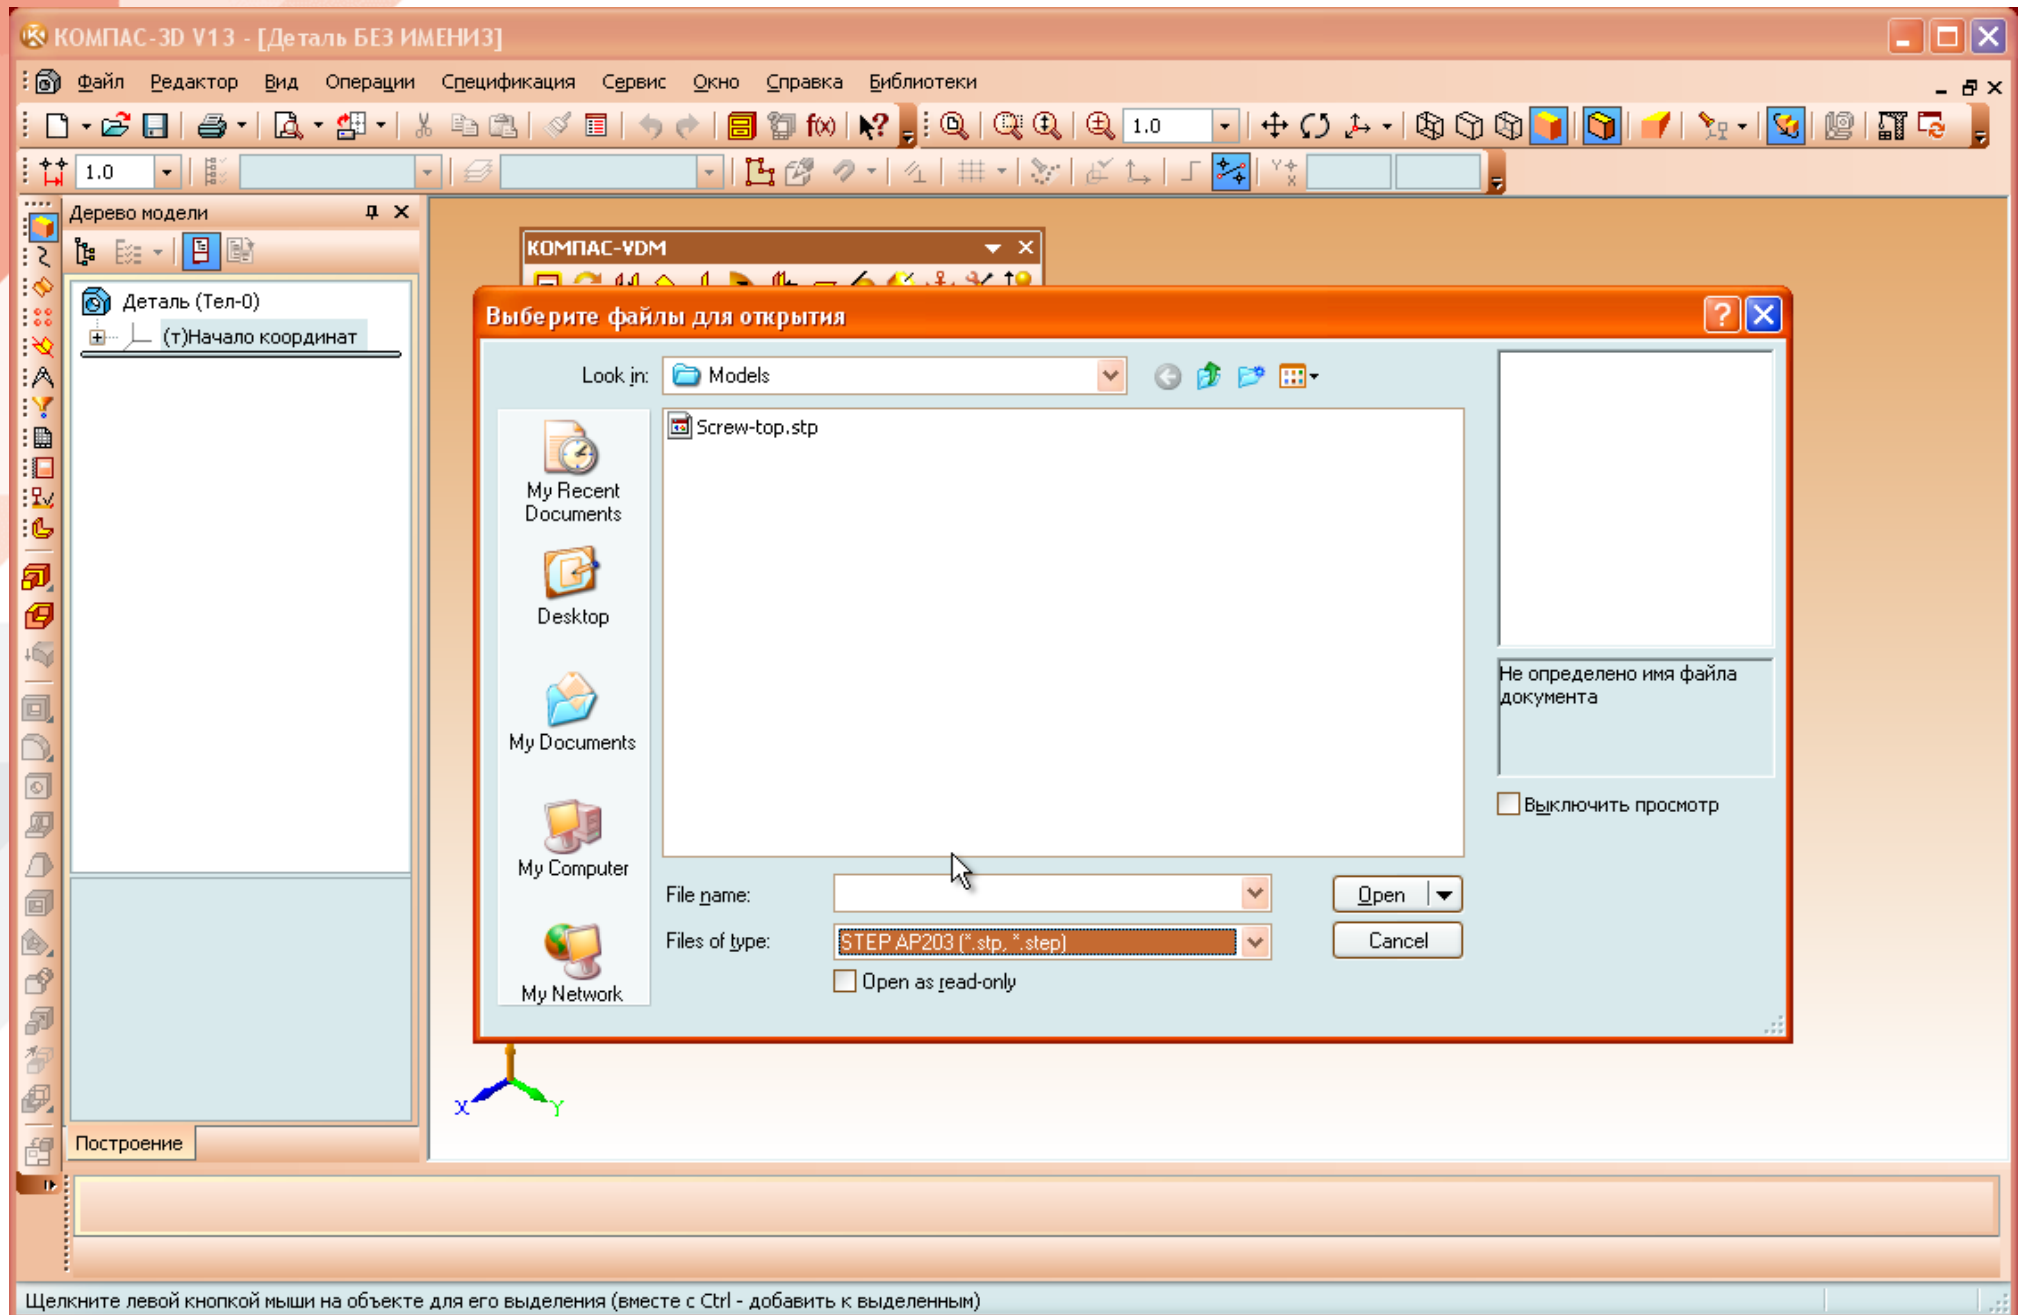 КОМПАС-3D V13 - [Деталь БЕЗ ИМЕНИ3]
Файл Редактор Вид Операции Спецификация Сервис Окно Справка Библиотеки
1.0
1.0
Дерево модели
КОМПАС-VDM
Деталь (Тел-0)
(т)Начало координат
Выберите файлы для открытия
Look in: Models
Screw-top.stp
My Recent
Documents
Desktop
My Documents
My Computer
My Network
Не определено имя файла
документа
Выключить просмотр
File name:
Open
Files of type: STEP AP203 (*.stp, *.step)
Cancel
Open as read-only
X Y
Построение
Щелкните левой кнопкой мыши на объекте для его выделения (вместе с Ctrl - добавить к выделенным)